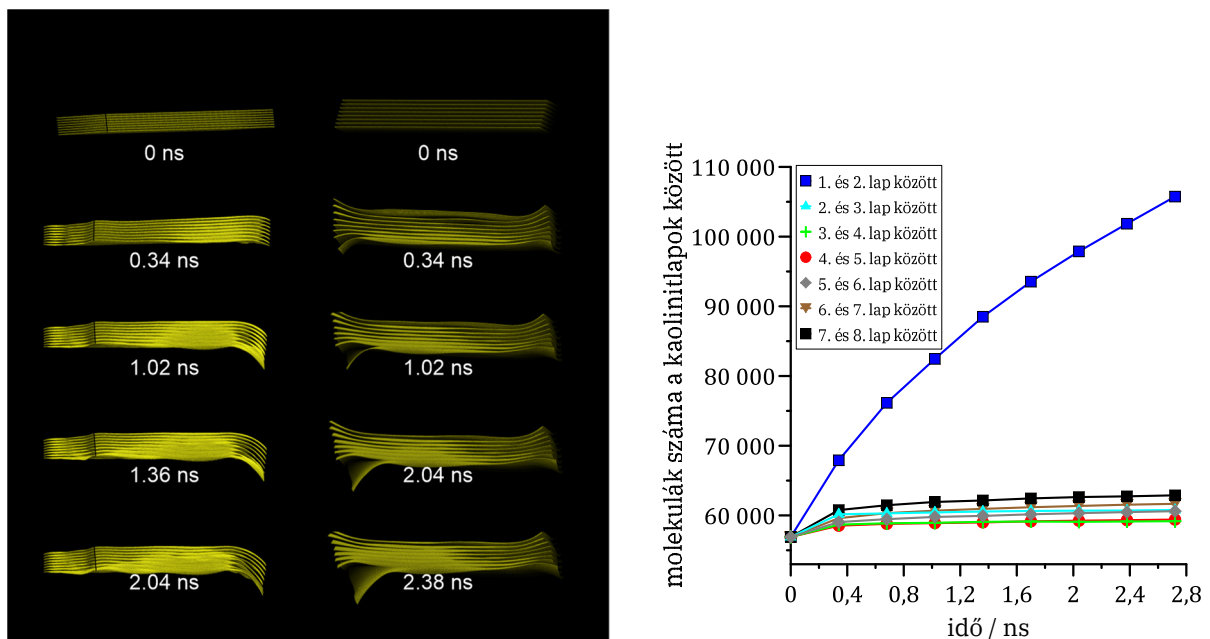 0 ns
0 ns
0.34 ns
0.34 ns
1.02 ns
1.02 ns
1.36 ns
2.04 ns
2.04 ns
2.38 ns
molekulák száma a kaolinitlapok között
110 000
100 000
90 000
80 000
70 000
60 000
1. és 2. lap között
2. és 3. lap között
3. és 4. lap között
4. és 5. lap között
5. és 6. lap között
6. és 7. lap között
7. és 8. lap között
0 0,4 0,8 1,2 1,6 2 2,4 2,8
idő / ns